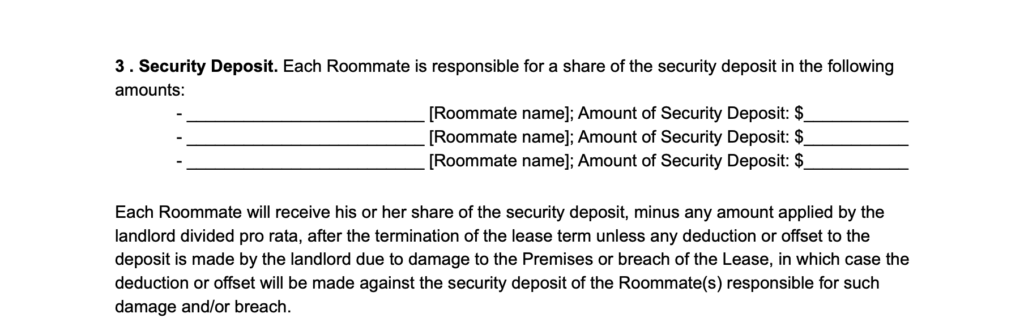 3 . Security Deposit. Each Roommate is responsible for a share of the security deposit in the following
amounts:
- __________________________ [Roommate name]; Amount of Security Deposit: $___________
- __________________________ [Roommate name]; Amount of Security Deposit: $___________
- __________________________ [Roommate name]; Amount of Security Deposit: $___________
Each Roommate will receive his or her share of the security deposit, minus any amount applied by the
landlord divided pro rata, after the termination of the lease term unless any deduction or offset to the
deposit is made by the landlord due to damage to the Premises or breach of the Lease, in which case the
deduction or offset will be made against the security deposit of the Roommate(s) responsible for such
damage and/or breach.